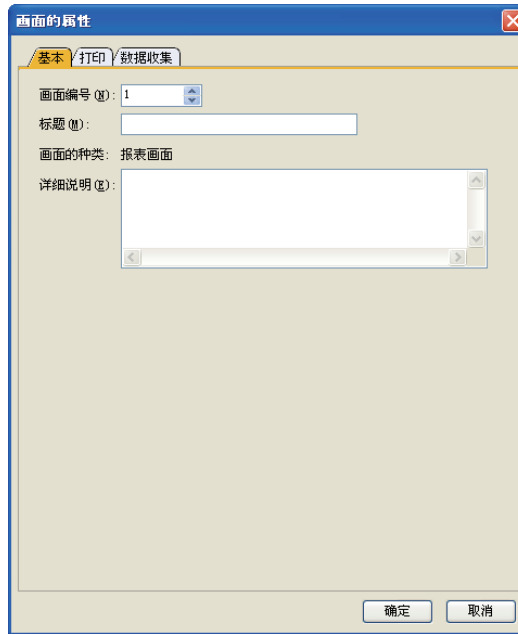 画面的属性
基本 打印 数据收集
画面编号(N): 1
标题(M):
画面的种类: 报表画面
详细说明(E):
确定 取消